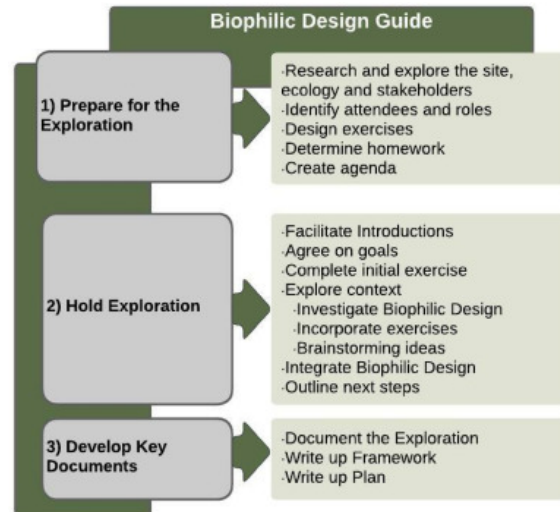 Biophilic Design Guide
1) Prepare for the
Exploration
·Research and explore the site,
ecology and stakeholders
·Identify attendees and roles
·Design exercises
·Determine homework
·Create agenda
2) Hold Exploration
·Facilitate Introductions
·Agree on goals
·Complete initial exercise
·Explore context
·Investigate Biophilic Design
·Incorporate exercises
·Brainstorming ideas
·Integrate Biophilic Design
·Outline next steps
3) Develop Key
Documents
·Document the Exploration
·Write up Framework
·Write up Plan